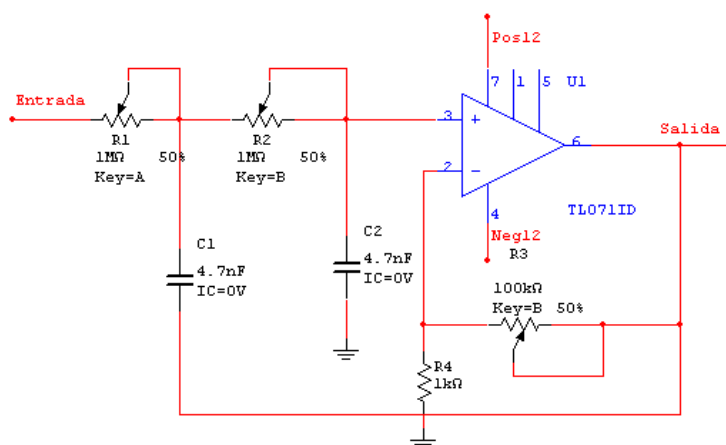 Pos12
Entrada
R1
1MΩ 50%
Key=A
R2
1MΩ 50%
Key=B
7 1 5 U1
3
+
2
−
6
4
Salida
TL071ID
Neg12
R3
100kΩ
Key=B 50%
C1
4.7nF
IC=0V
C2
4.7nF
IC=0V
R4
1kΩ